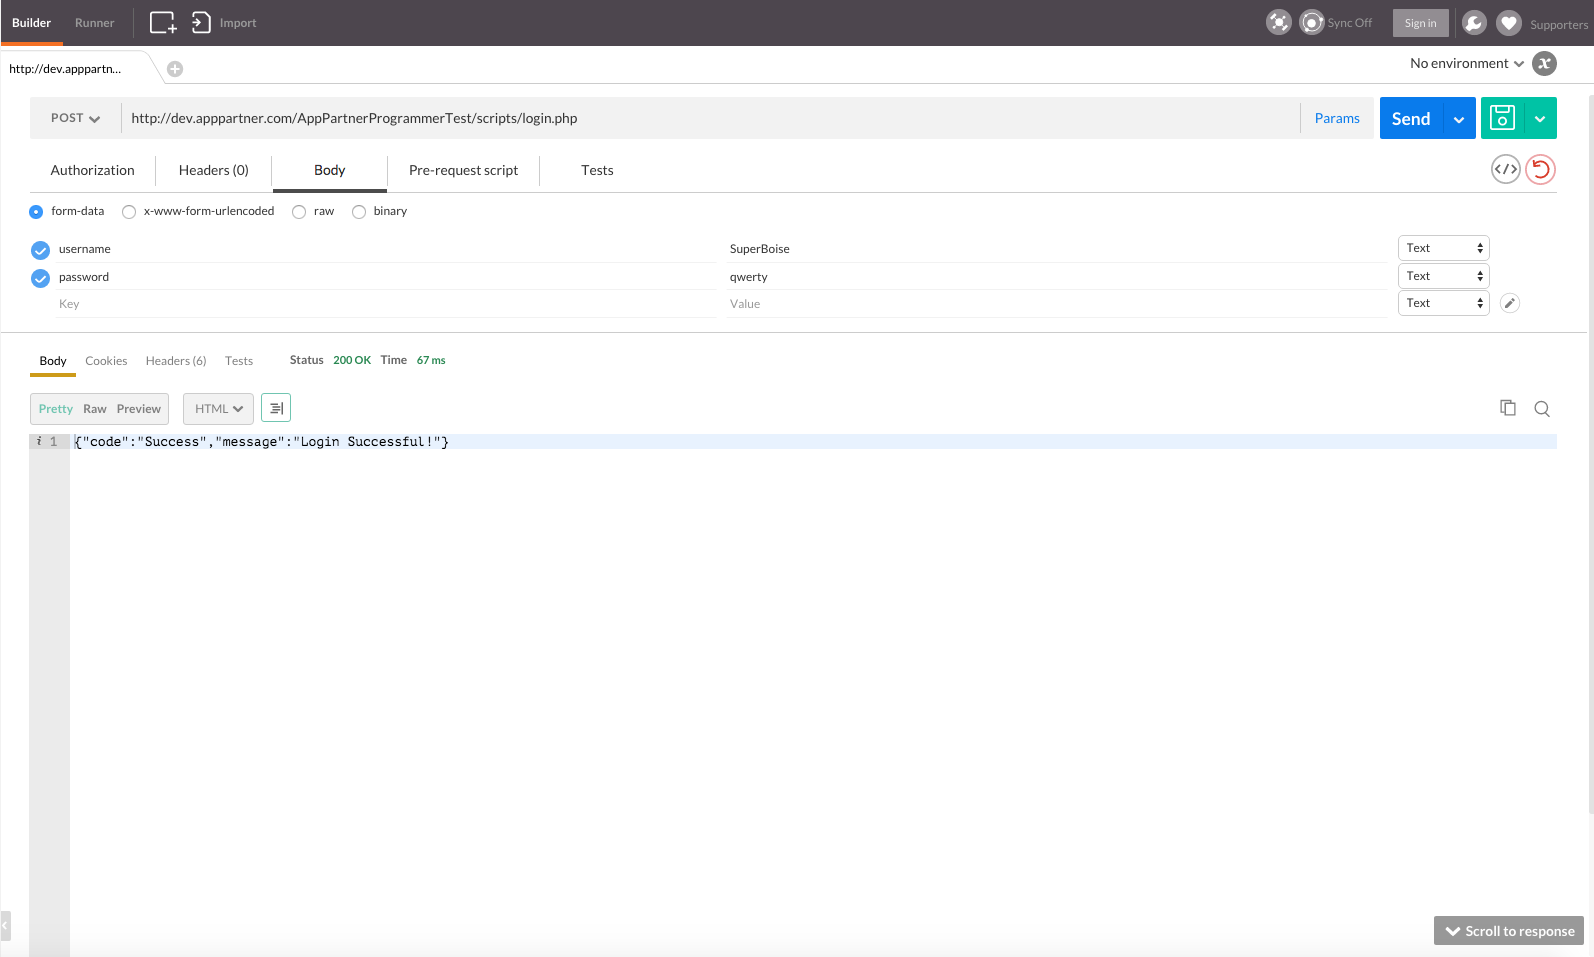 Builder Runner Import Sync Off Sign in Supporters
http://dev.apppartn... No environment
POST http://dev.apppartner.com/AppPartnerProgrammerTest/scripts/login.php Params Send
Authorization Headers (0) Body Pre-request script Tests
form-data x-www-form-urlencoded raw binary
username SuperBoise Text
password qwerty Text
Key Value Text
Body Cookies Headers (6) Tests Status 200 OK Time 67 ms
Pretty Raw Preview HTML
i 1 {"code":"Success","message":"Login Successful!"}
Scroll to response